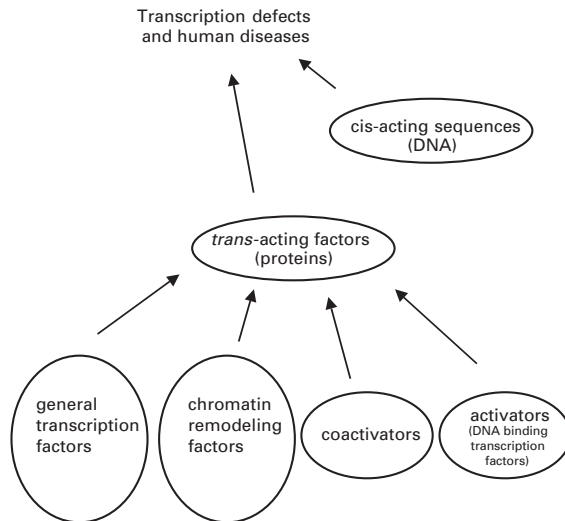 Transcription defects
and human diseases
cis-acting sequences
(DNA)
trans-acting factors
(proteins)
general
transcription
factors
chromatin
remodeling
factors
coactivators
activators
(DNA binding
transcription
factors)